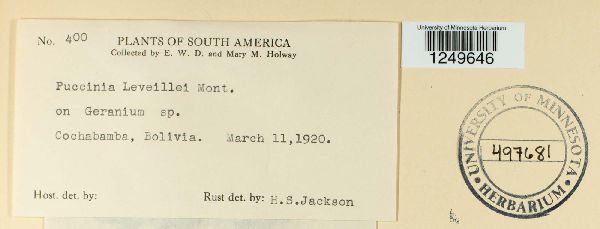 No. 400 PLANTS OF SOUTH AMERICA
Collected by E. W. D. and Mary M. Holway
Puccinia Leveillei Mont.
on Geranium sp.
Cochabamba, Bolivia. March 11,1920.
Host. det. by: Rust det. by: H.S.Jackson
University of Minnesota Herbarium
1249646
UNIVERSITY OF MINNESOTA
497681
HERBARIUM